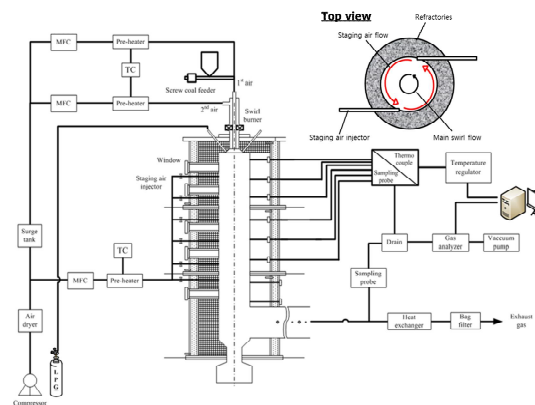 Top view
Refractories
Staging air flow
Staging air injector
Main swirl flow
MFC
Pre-heater
TC
Screw coal feeder
1st air
MFC
Pre-heater
2nd air
Swirl
burner
Window
Staging air
injector
Thermo
couple
Sampling
probe
Temperature
regulator
Surge
tank
TC
MFC
Pre-heater
Drain
Gas
analyzer
Vaccuum
pump
Sampling
probe
Air
dryer
Heat
exchanger
Bag
filter
Exhaust
gas
L
P
G
Compressor